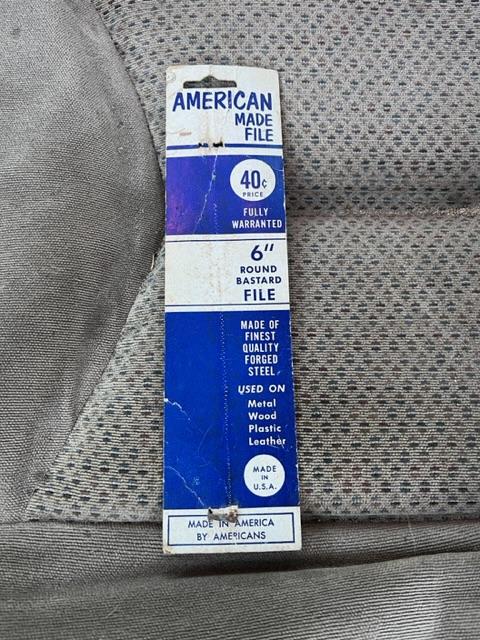 AMERICAN
MADE
FILE
40¢
PRICE
FULLY
WARRANTED
6"
ROUND
BASTARD
FILE
MADE OF
FINEST
QUALITY
FORGED
STEEL
USED ON
Metal
Wood
Plastic
Leather
MADE
IN
U.S.A.
MADE IN AMERICA
BY AMERICANS